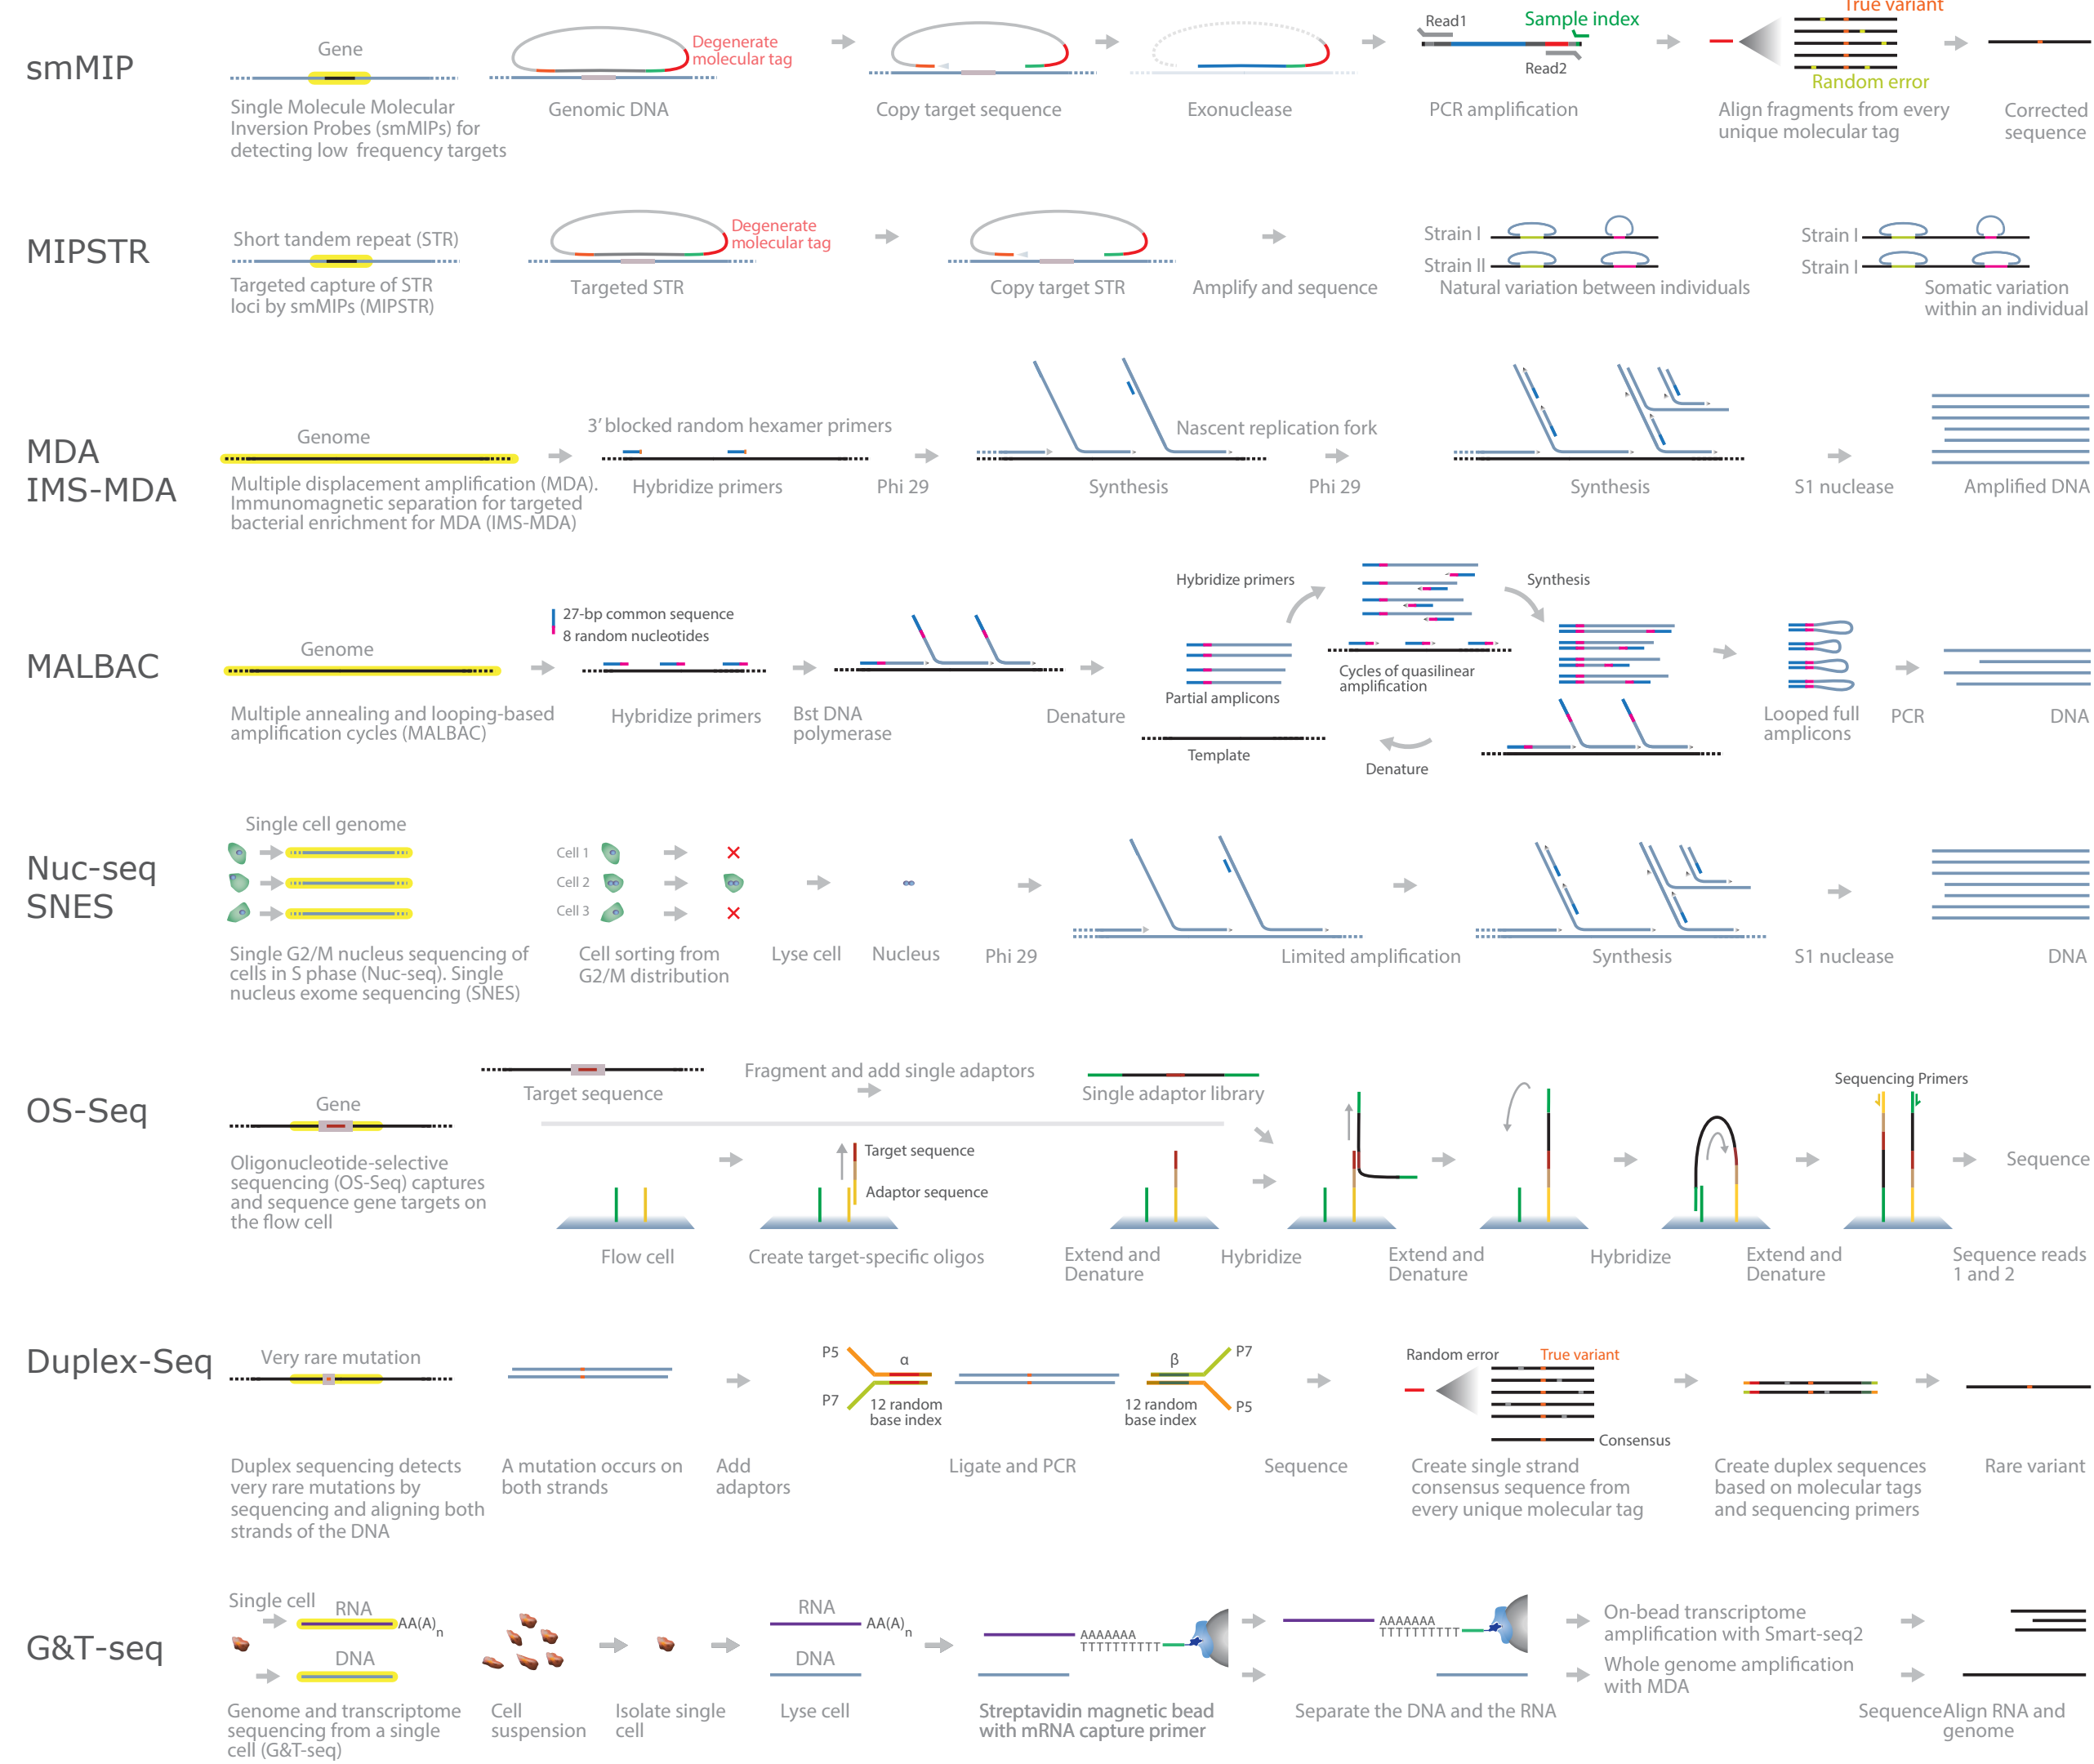 smMIP
Gene
Single Molecule Molecular
Inversion Probes (smMIPs) for
detecting low frequency targets
Degenerate
molecular tag
Genomic DNA
Copy target sequence
Exonuclease
Read1
Sample index
Read2
PCR amplification
True variant
Random error
Align fragments from every
unique molecular tag
Corrected
sequence
MIPSTR
Short tandem repeat (STR)
Targeted capture of STR
loci by smMIPs (MIPSTR)
Degenerate
molecular tag
Targeted STR
Copy target STR
Amplify and sequence
Strain I
Strain II
Natural variation between individuals
Strain I
Strain I
Somatic variation
within an individual
MDA
IMS-MDA
Genome
Multiple displacement amplification (MDA).
Immunomagnetic separation for targeted
bacterial enrichment for MDA (IMS-MDA)
3’ blocked random hexamer primers
Hybridize primers
Phi 29
Synthesis
Nascent replication fork
Phi 29
Synthesis
S1 nuclease
Amplified DNA
MALBAC
Genome
Multiple annealing and looping-based
amplification cycles (MALBAC)
27-bp common sequence
8 random nucleotides
Hybridize primers
Bst DNA
polymerase
Denature
Partial amplicons
Template
Hybridize primers
Cycles of quasilinear
amplification
Synthesis
Denature
Looped full
amplicons
PCR
DNA
Nuc-seq
SNES
Single cell genome
Single G2/M nucleus sequencing of
cells in S phase (Nuc-seq). Single
nucleus exome sequencing (SNES)
Cell 1
Cell 2
Cell 3
Cell sorting from
G2/M distribution
Lyse cell
Nucleus
Phi 29
Limited amplification
Synthesis
S1 nuclease
DNA
OS-Seq
Gene
Oligonucleotide-selective
sequencing (OS-Seq) captures
and sequence gene targets on
the flow cell
Target sequence
Fragment and add single adaptors
Single adaptor library
Flow cell
Target sequence
Adaptor sequence
Create target-specific oligos
Extend and
Denature
Hybridize
Extend and
Denature
Hybridize
Extend and
Denature
Sequencing Primers
Sequence
Sequence reads
1 and 2
Duplex-Seq
Very rare mutation
Duplex sequencing detects
very rare mutations by
sequencing and aligning both
strands of the DNA
A mutation occurs on
both strands
Add
adaptors
P5
α
P7
12 random
base index
β
P7
12 random
base index
P5
Ligate and PCR
Sequence
Random error
True variant
Consensus
Create single strand
consensus sequence from
every unique molecular tag
Create duplex sequences
based on molecular tags
and sequencing primers
Rare variant
G&T-seq
Single cell
RNA
AA(A)n
DNA
Genome and transcriptome
sequencing from a single
cell (G&T-seq)
Cell
suspension
Isolate single
cell
RNA
AA(A)n
DNA
Lyse cell
AAAAAAA
TTTTTTTTTT
Streptavidin magnetic bead
with mRNA capture primer
AAAAAAA
TTTTTTTTTT
Separate the DNA and the RNA
On-bead transcriptome
amplification with Smart-seq2
Whole genome amplification
with MDA
Sequence
Align RNA and
genome